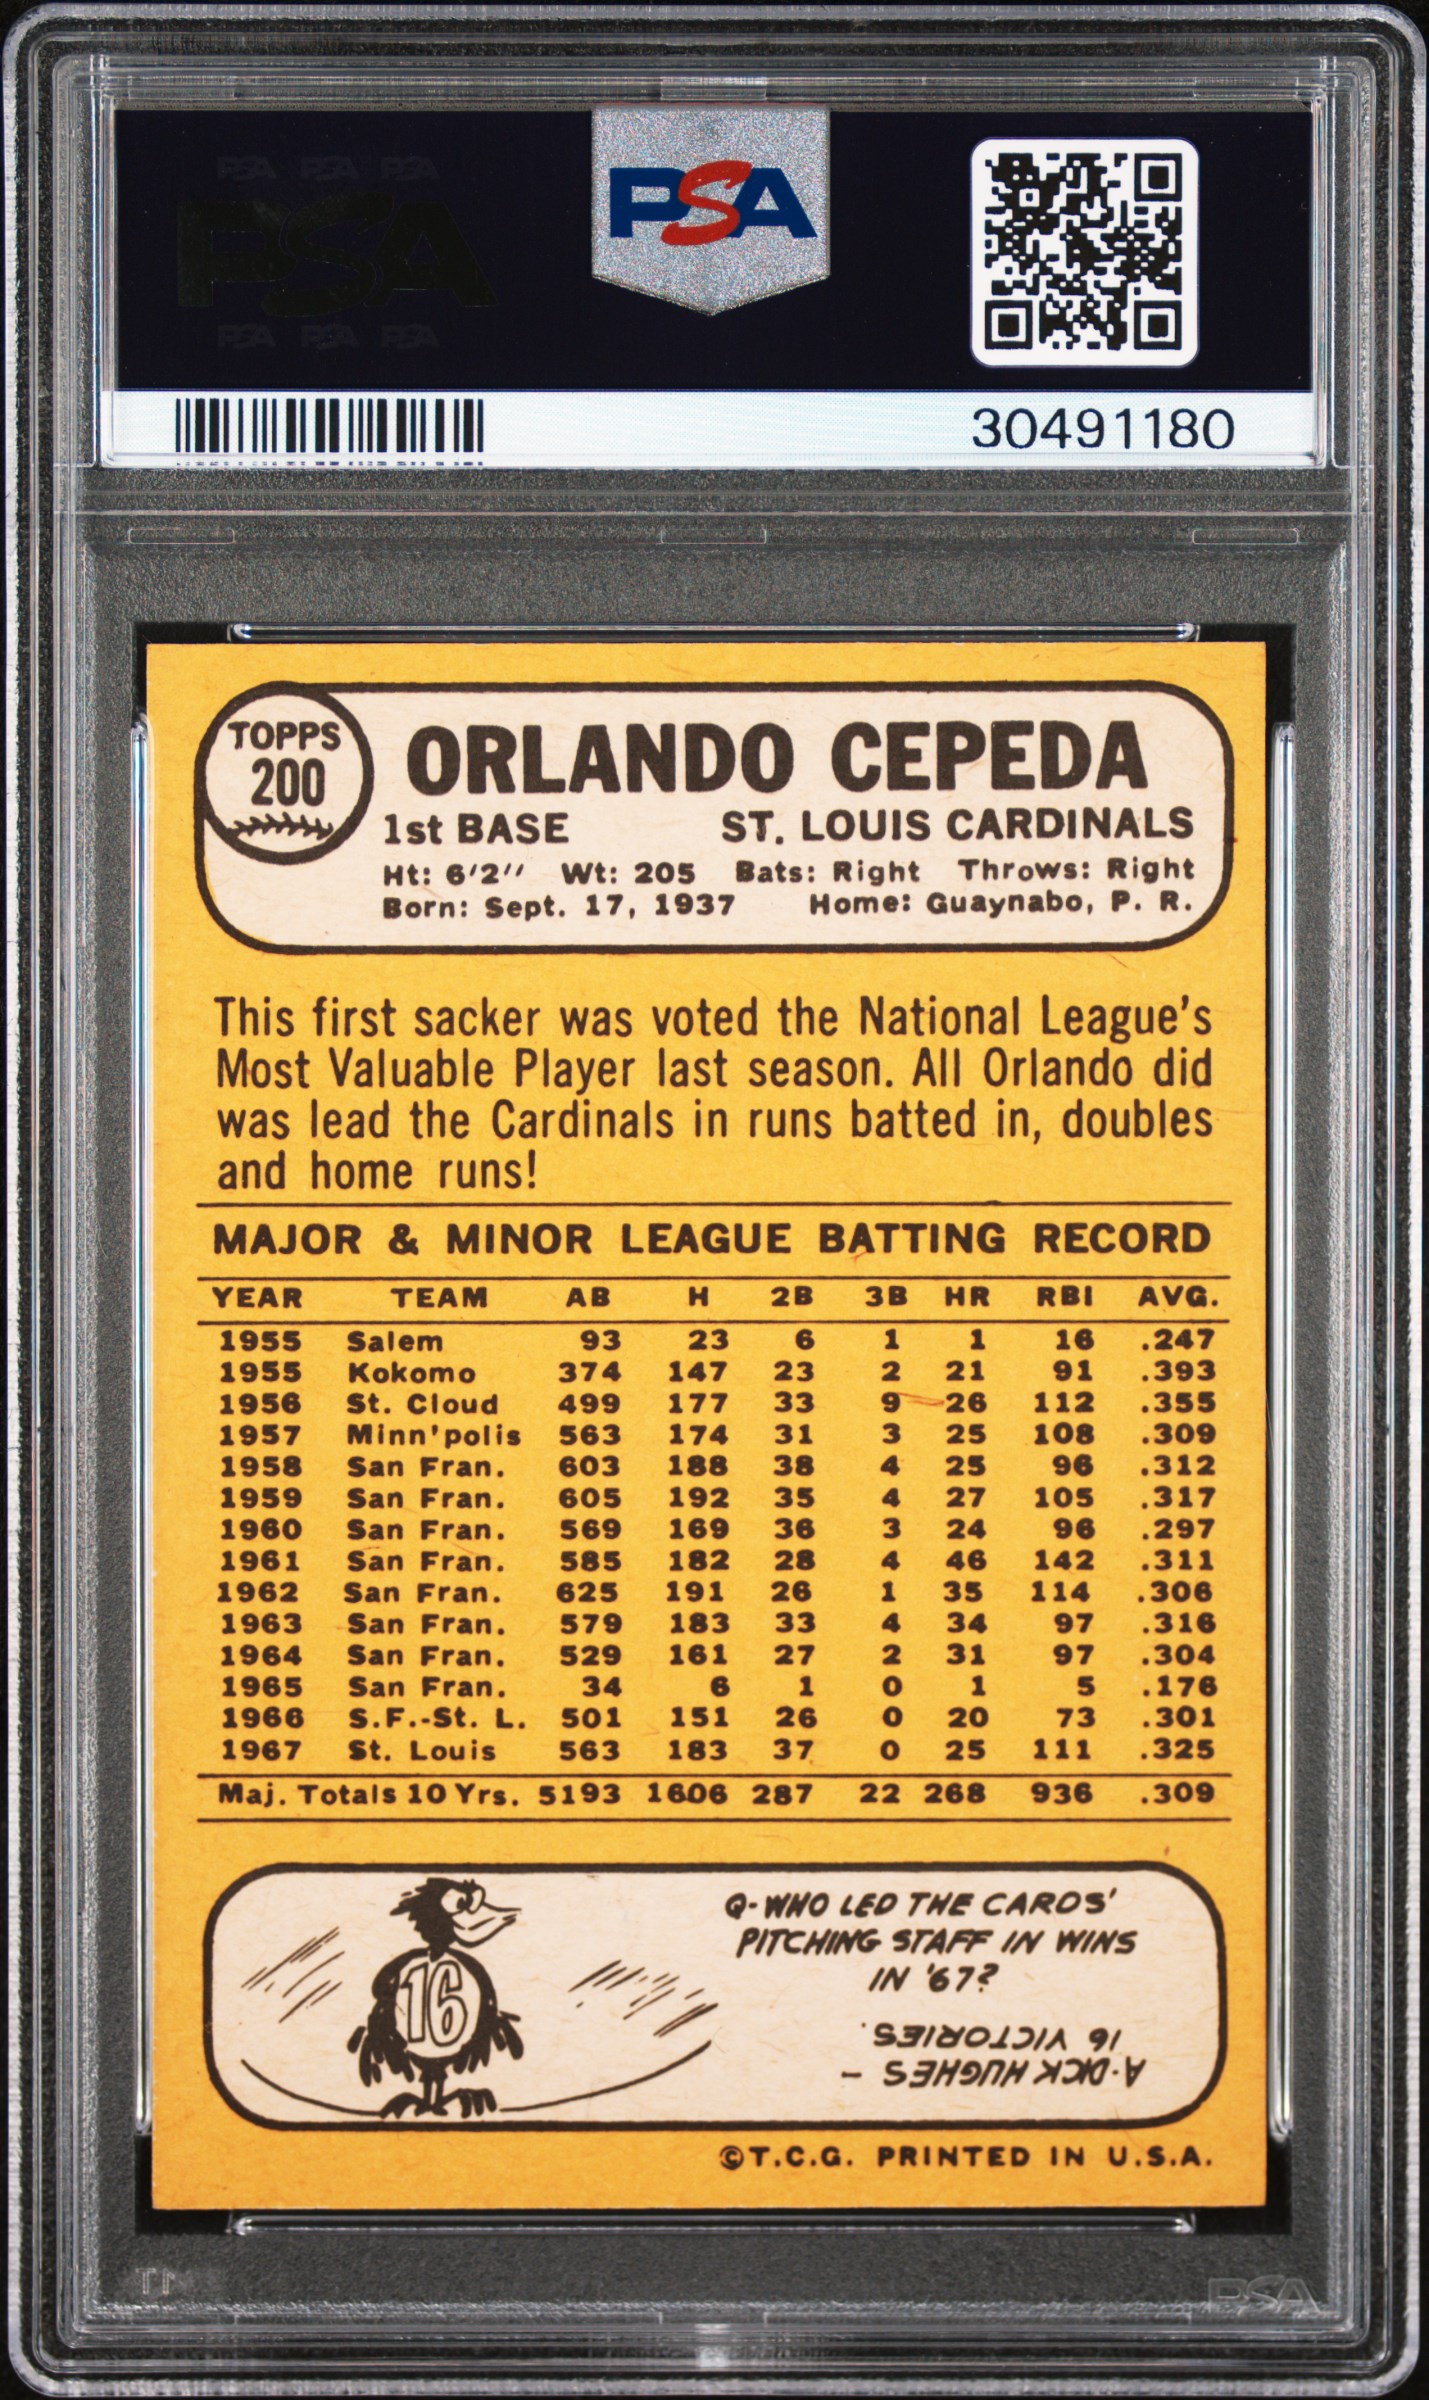 PSA PSA PSA
PSA
PSA PSA PSA
PSA
30491180
TOPPS
200
ORLANDO CEPEDA
1st BASE ST. LOUIS CARDINALS
Ht: 6'2" Wt: 205 Bats: Right Throws: Right
Born: Sept. 17, 1937 Home: Guaynabo, P. R.
This first sacker was voted the National League's
Most Valuable Player last season. All Orlando did
was lead the Cardinals in runs batted in, doubles
and home runs!
MAJOR & MINOR LEAGUE BATTING RECORD
YEAR TEAM AB H 2B 3B HR RBI AVG.
1955 Salem 93 23 6 1 1 16 .247
1955 Kokomo 374 147 23 2 21 91 .393
1956 St. Cloud 499 177 33 9 26 112 .355
1957 Minn'polis 563 174 31 3 25 108 .309
1958 San Fran. 603 188 38 4 25 96 .312
1959 San Fran. 605 192 35 4 27 105 .317
1960 San Fran. 569 169 36 3 24 96 .297
1961 San Fran. 585 182 28 4 46 142 .311
1962 San Fran. 625 191 26 1 35 114 .306
1963 San Fran. 579 183 33 4 34 97 .316
1964 San Fran. 529 161 27 2 31 97 .304
1965 San Fran. 34 6 1 0 1 5 .176
1966 S.F.-St. L. 501 151 26 0 20 73 .301
1967 St. Louis 563 183 37 0 25 111 .325
Maj. Totals 10 Yrs. 5193 1606 287 22 268 936 .309
16
Q-WHO LED THE CARDS'
PITCHING STAFF IN WINS
IN '67?
A-DICK HUGHES –
16 VICTORIES.
©T.C.G. PRINTED IN U.S.A.
TM
PSA